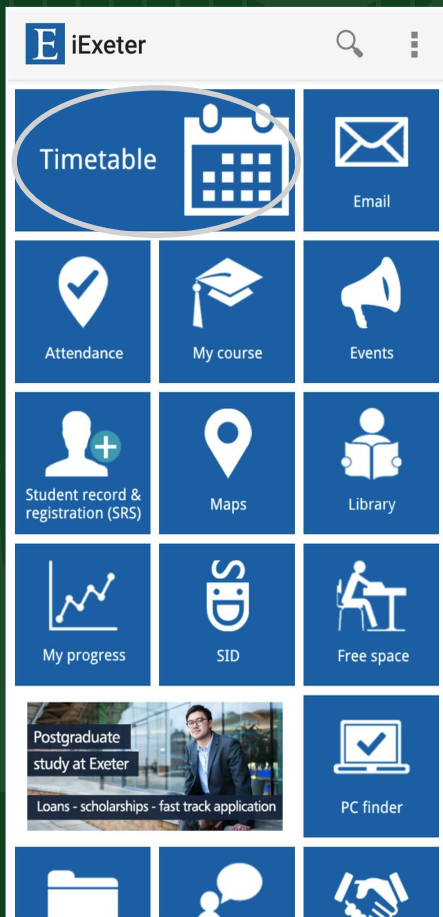 E iExeter
Timetable
Email
Attendance
My course
Events
Student record &
registration (SRS)
Maps
Library
My progress
SID
Free space
Postgraduate
study at Exeter
Loans - scholarships - fast track application
PC finder